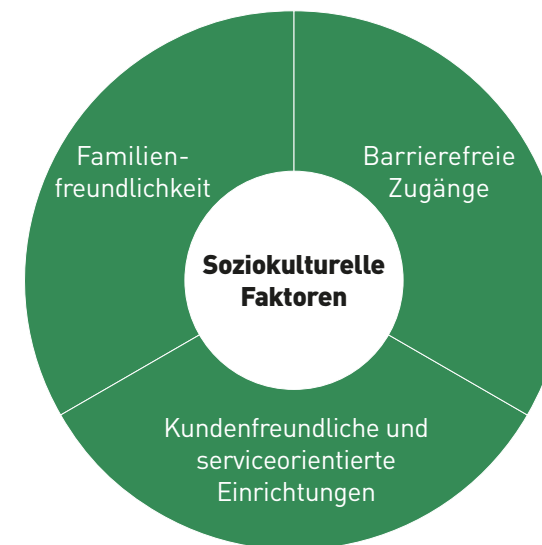 Familien-
freundlichkeit
Barrierefreie
Zugänge
Soziokulturelle
Faktoren
Kundenfreundliche und
serviceorientierte
Einrichtungen